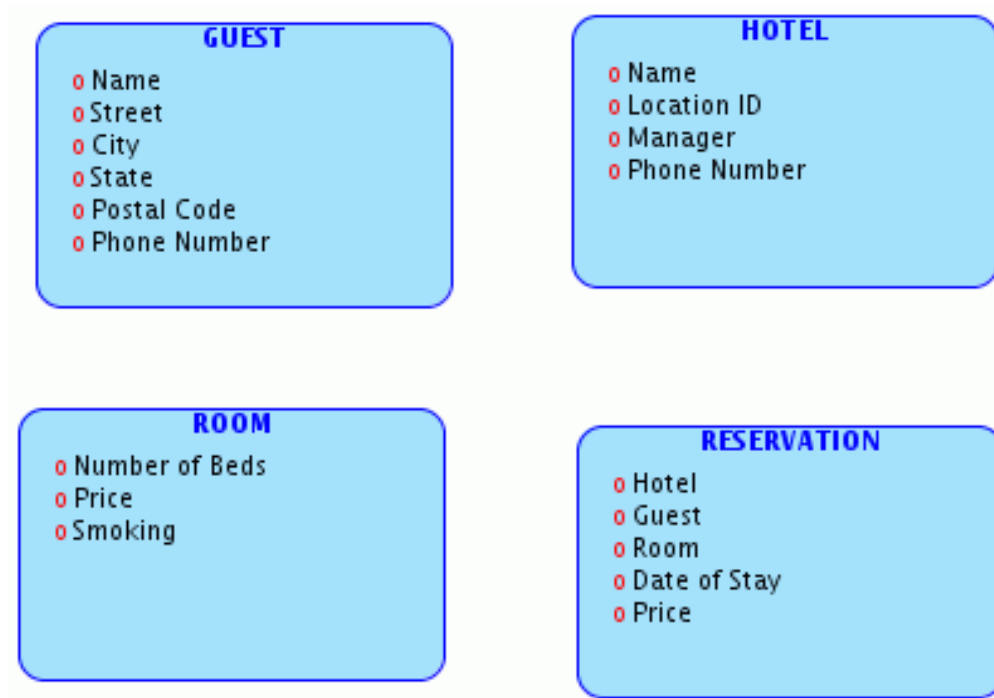 GUEST
o Name
o Street
o City
o State
o Postal Code
o Phone Number
HOTEL
o Name
o Location ID
o Manager
o Phone Number
ROOM
o Number of Beds
o Price
o Smoking
RESERVATION
o Hotel
o Guest
o Room
o Date of Stay
o Price